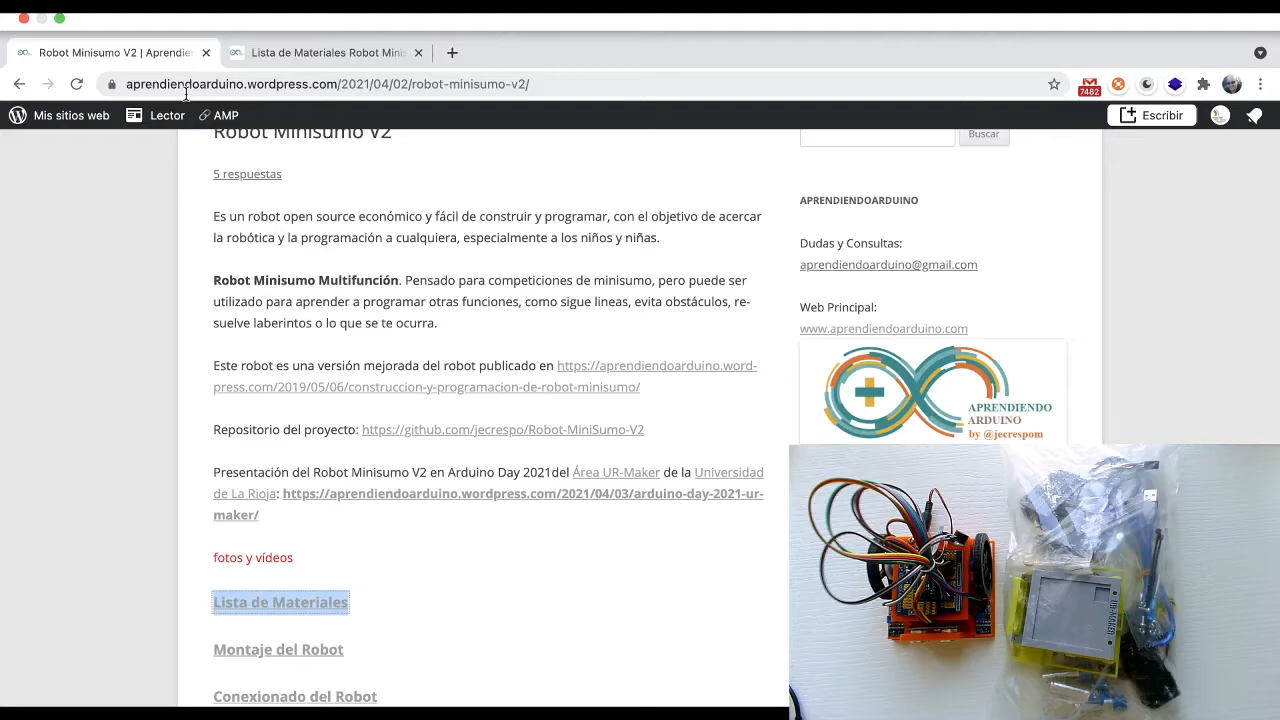 Robot Minisumo V2 | Aprendie
Lista de Materiales Robot Minis
aprendiendoarduino.wordpress.com/2021/04/02/robot-minisumo-v2/
7482
Mis sitios web
Lector
AMP
Escribir
Robot Minisumo V2
5 respuestas
Es un robot open source económico y fácil de construir y programar, con el objetivo de acercar
la robótica y la programación a cualquiera, especialmente a los niños y niñas.
Robot Minisumo Multifunción. Pensado para competiciones de minisumo, pero puede ser
utilizado para aprender a programar otras funciones, como sigue lineas, evita obstáculos, re-
suelve laberintos o lo que se te ocurra.
Este robot es una versión mejorada del robot publicado en https://aprendiendoarduino.word-
press.com/2019/05/06/construccion-y-programacion-de-robot-minisumo/
Repositorio del proyecto: https://github.com/jecrespo/Robot-MiniSumo-V2
Presentación del Robot Minisumo V2 en Arduino Day 2021del Área UR-Maker de la Universidad
de La Rioja: https://aprendiendoarduino.wordpress.com/2021/04/03/arduino-day-2021-ur-
maker/
fotos y vídeos
Lista de Materiales
Montaje del Robot
Conexionado del Robot
Buscar
APRENDIENDOARDUINO
Dudas y Consultas:
aprendiendoarduino@gmail.com
Web Principal:
www.aprendiendoarduino.com
APRENDIENDO
ARDUINO
by @jecrespom
UR-MAKER